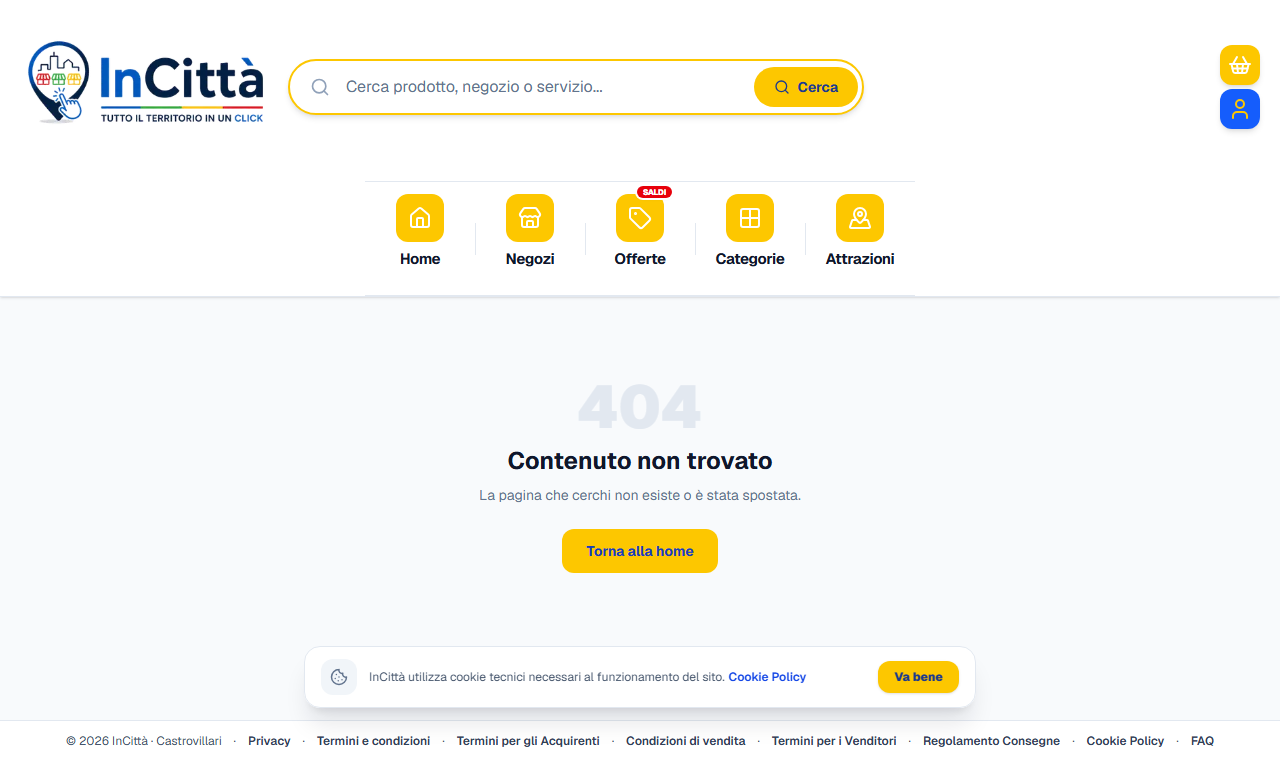 InCittà
TUTTO IL TERRITORIO IN UN CLICK
Cerca prodotto, negozio o servizio...
Cerca
SALDI
Home
Negozi
Offerte
Categorie
Attrazioni
404
Contenuto non trovato
La pagina che cerchi non esiste o è stata spostata.
Torna alla home
InCittà utilizza cookie tecnici necessari al funzionamento del sito. Cookie Policy
Va bene
© 2026 InCittà · Castrovillari · Privacy · Termini e condizioni · Termini per gli Acquirenti · Condizioni di vendita · Termini per i Venditori · Regolamento Consegne · Cookie Policy · FAQ